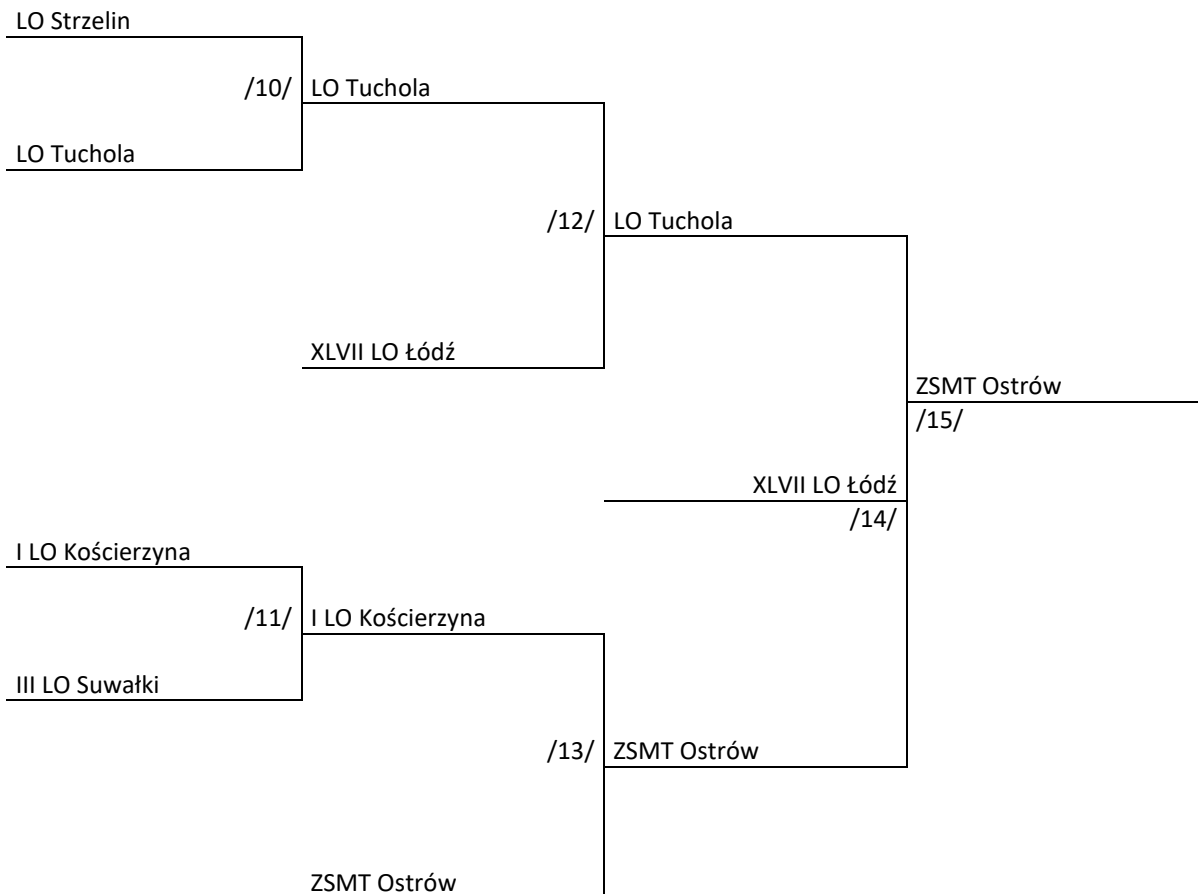 LO Strzelin
/10/ LO Tuchola
LO Tuchola
/12/ LO Tuchola
XLVII LO Łódź
ZSMT Ostrów
/15/
XLVII LO Łódź
/14/
I LO Kościerzyna
/11/ I LO Kościerzyna
III LO Suwałki
/13/ ZSMT Ostrów
ZSMT Ostrów